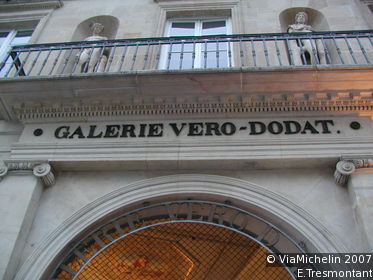 GALERIE VERO-DODAT.
© ViaMichelin 2007
E.Tresmontant